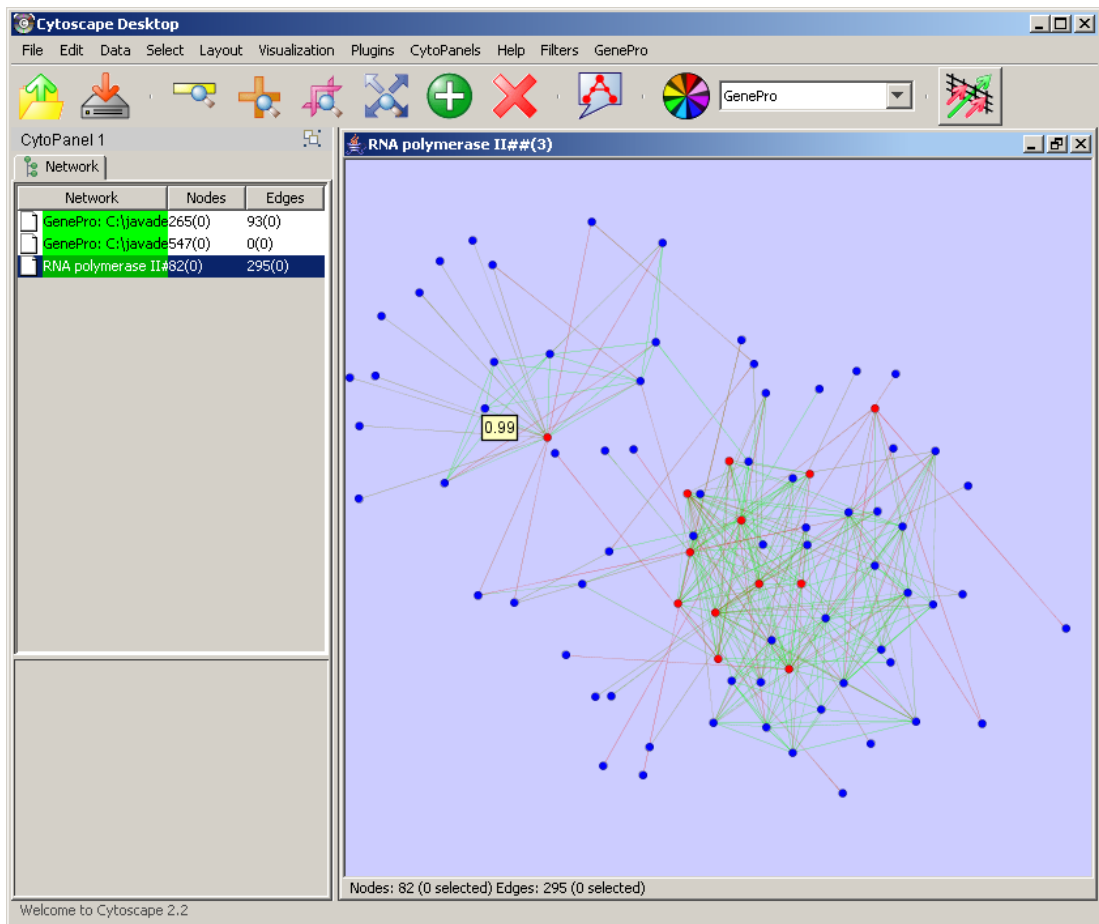 Cytoscape Desktop
File Edit Data Select Layout Visualization Plugins CytoPanels Help Filters GenePro
GenePro
CytoPanel 1
Network
Network Nodes Edges
GenePro: C:\javade 265(0) 93(0)
GenePro: C:\javade 547(0) 0(0)
RNA polymerase II# 82(0) 295(0)
RNA polymerase II##(3)
0.99
Nodes: 82 (0 selected) Edges: 295 (0 selected)
Welcome to Cytoscape 2.2